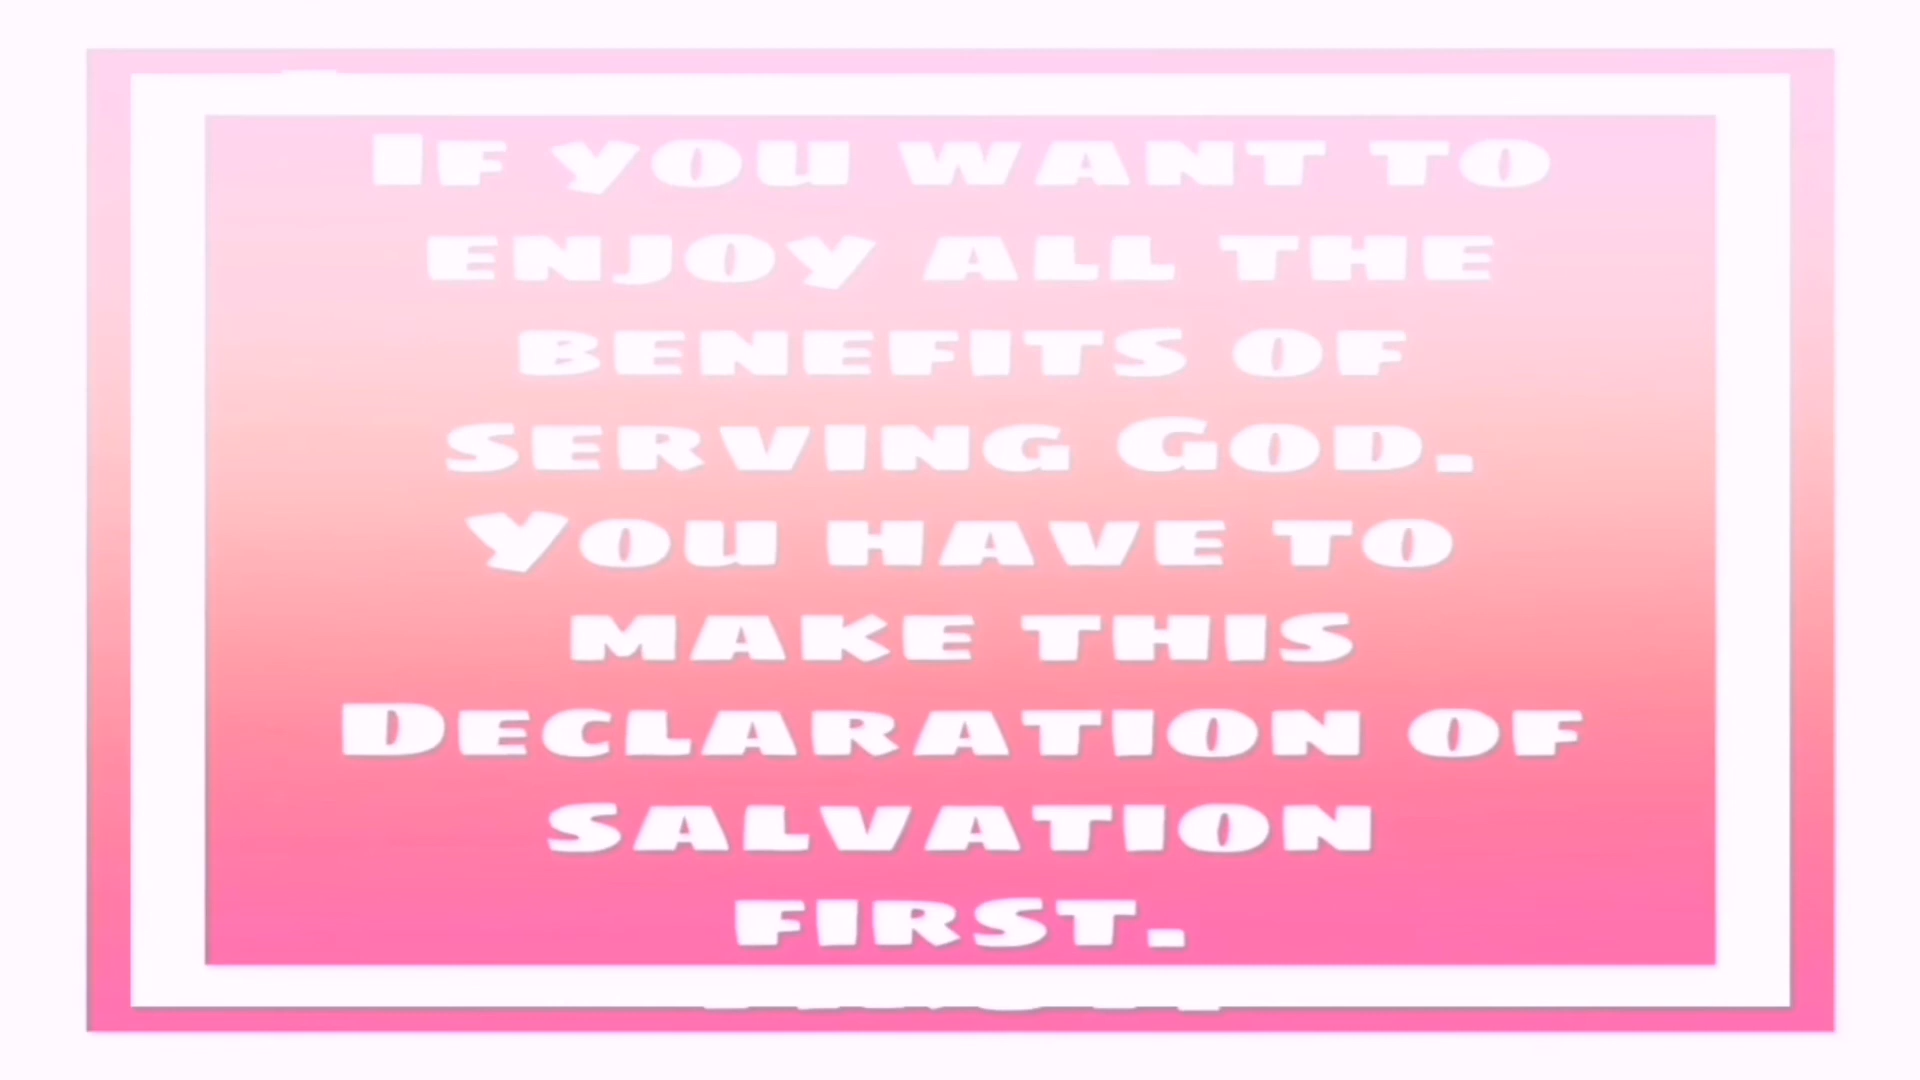 If you want to
enjoy all the
benefits of
serving God.
You have to
make this
Declaration of
salvation
first.